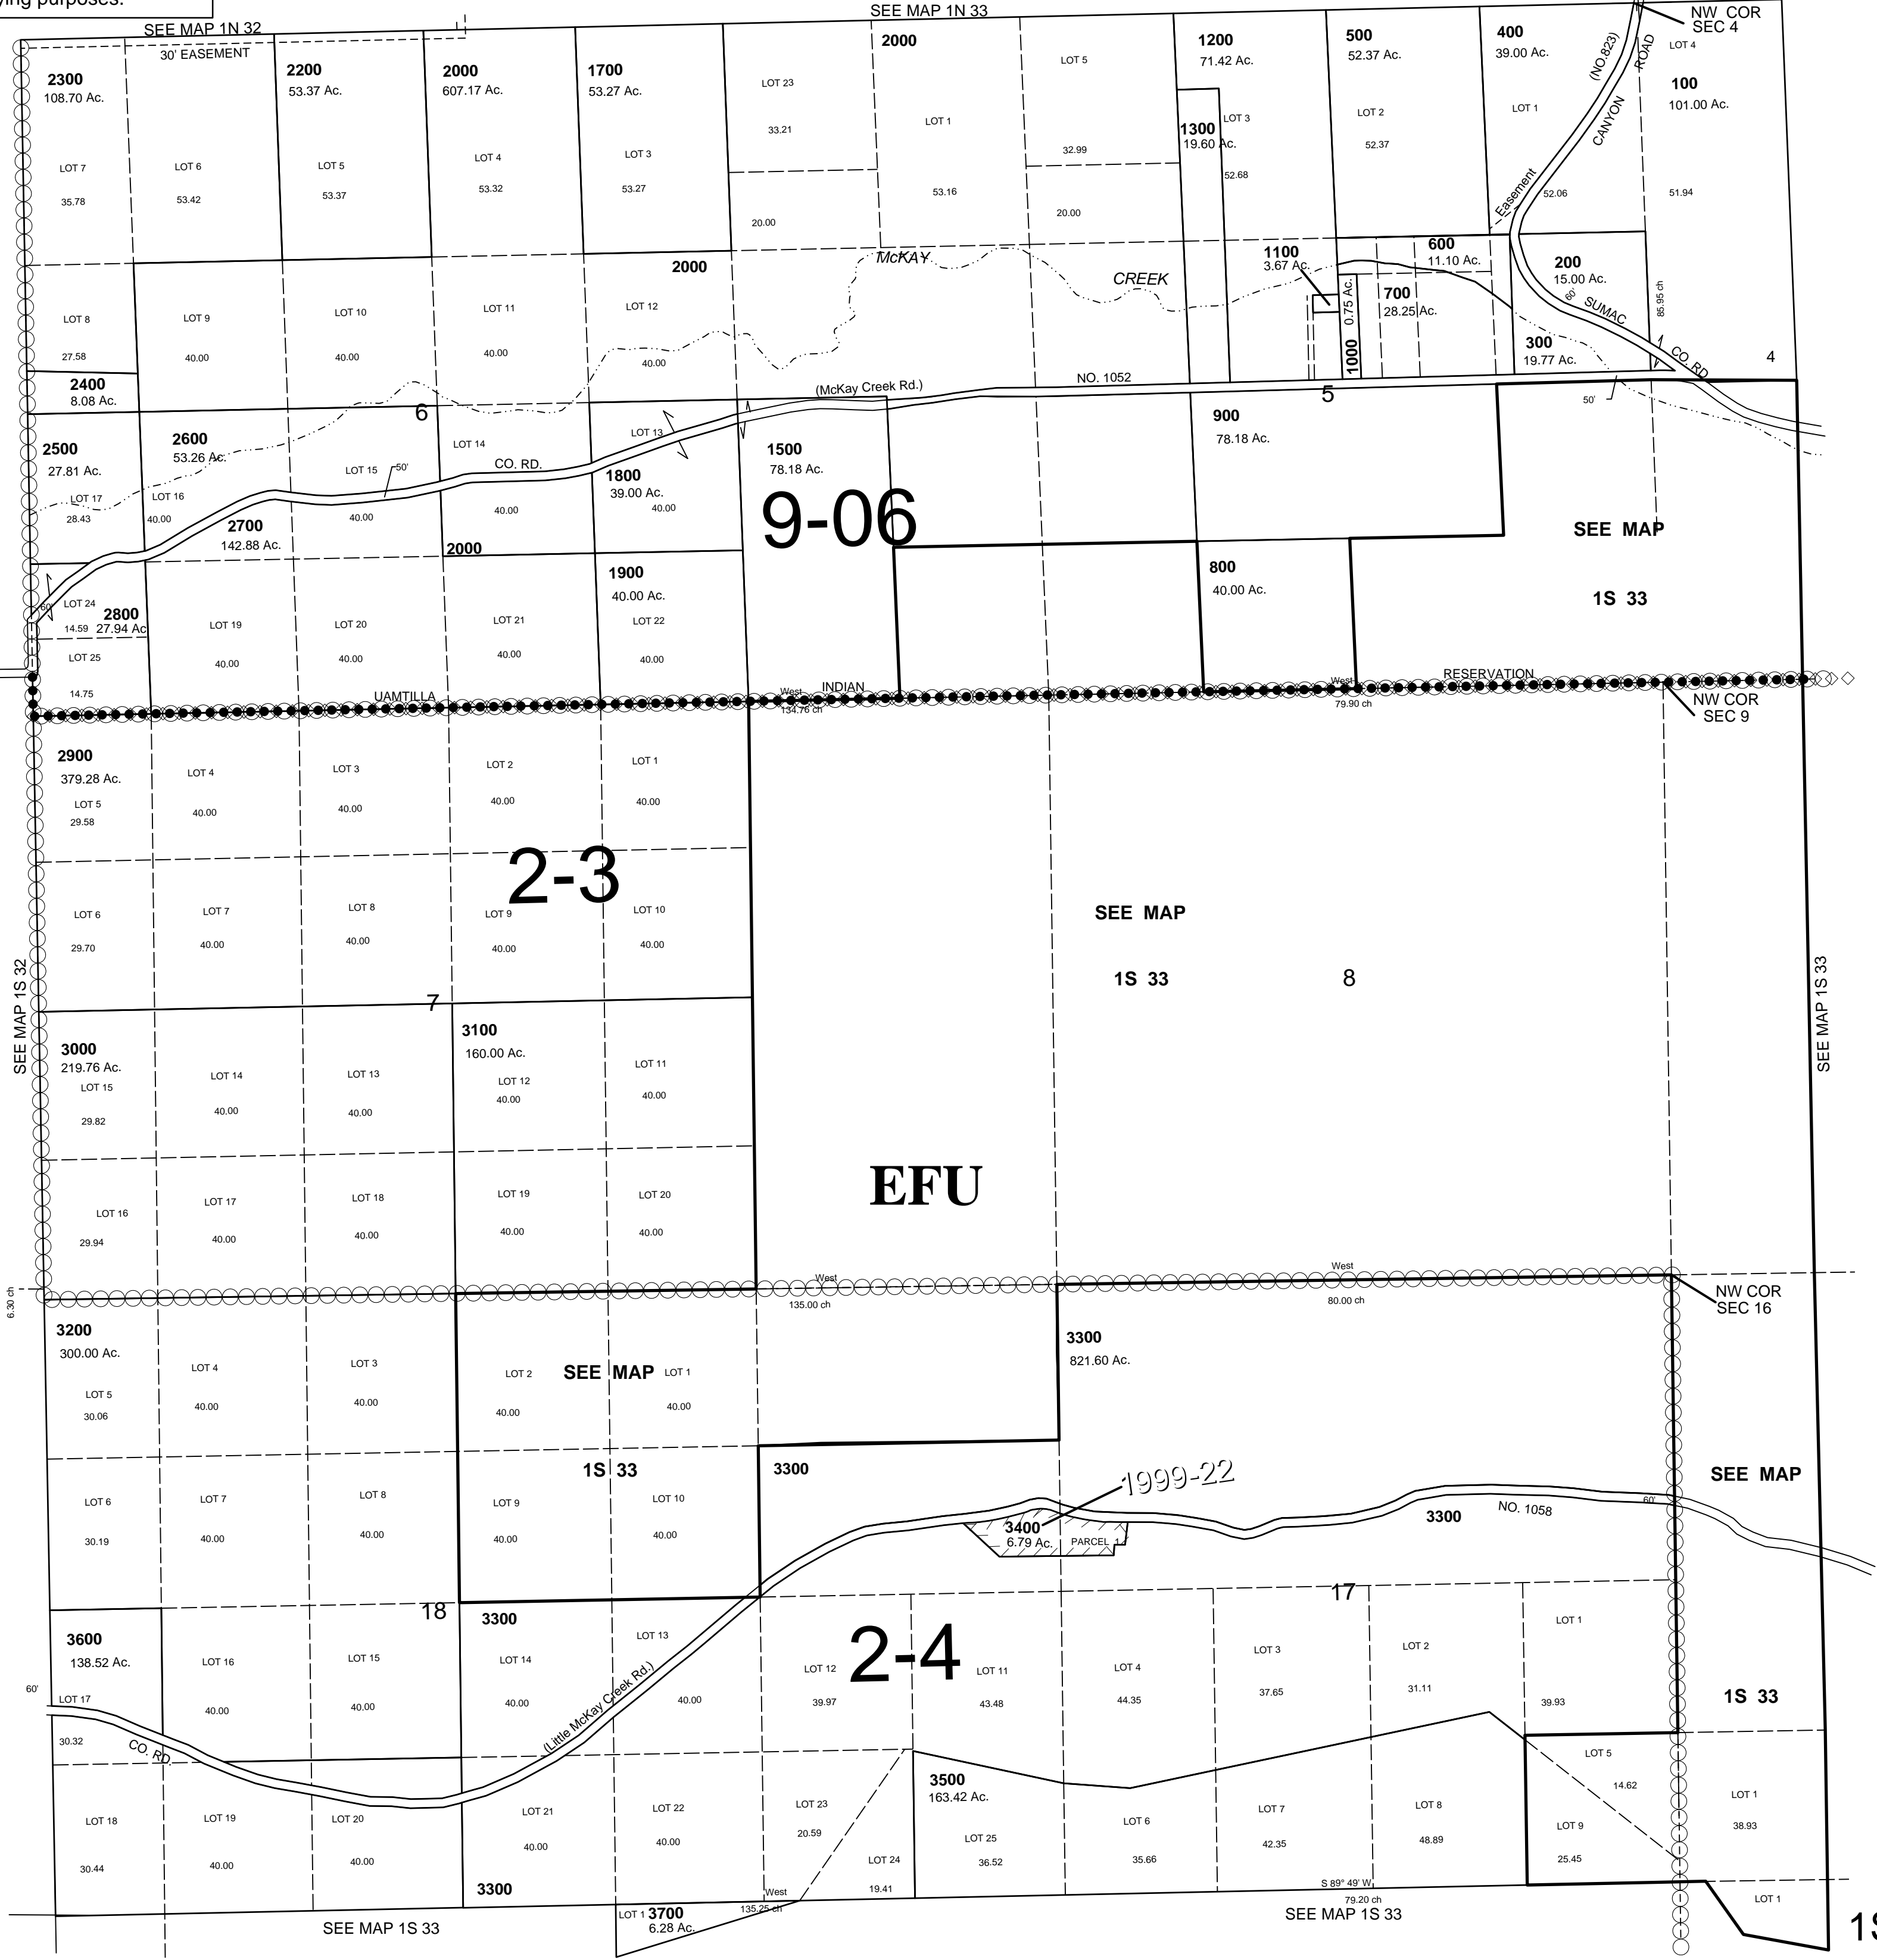 ying purposes.
SEE MAP 1N 32
SEE MAP 1N 33
30' EASEMENT
NW COR
SEC 4
2300
108.70 Ac.
2200
53.37 Ac.
2000
607.17 Ac.
1700
53.27 Ac.
2000
1200
71.42 Ac.
500
52.37 Ac.
400
39.00 Ac.
(NO.823)
ROAD
CANYON
LOT 4
100
101.00 Ac.
LOT 23
33.21
LOT 1
LOT 5
32.99
1300
19.60 Ac.
LOT 3
52.68
LOT 2
52.37
LOT 1
52.06
51.94
Easement
LOT 7
35.78
LOT 6
53.42
LOT 5
53.37
LOT 4
53.32
LOT 3
53.27
20.00
53.16
20.00
2000
McKAY
CREEK
1100
3.67 Ac.
600
11.10 Ac.
200
15.00 Ac.
700
28.25 Ac.
1000 0.75 Ac.
60'
SUMAC
CO. RD
85.95 ch
300
19.77 Ac.
4
LOT 8
27.58
LOT 9
40.00
LOT 10
40.00
LOT 11
40.00
LOT 12
40.00
2400
8.08 Ac.
(McKay Creek Rd.)
NO. 1052
5
50'
6
2500
27.81 Ac.
LOT 17
28.43
2600
53.26 Ac.
LOT 16
40.00
LOT 15
50'
40.00
LOT 14
CO. RD.
40.00
LOT 13
1800
39.00 Ac.
40.00
1500
78.18 Ac.
900
78.18 Ac.
9-06
SEE MAP
1S 33
2700
142.88 Ac.
2000
1900
40.00 Ac.
800
40.00 Ac.
60'
LOT 24
14.59
2800
27.94 Ac
LOT 25
14.75
LOT 19
40.00
LOT 20
40.00
LOT 21
40.00
LOT 22
40.00
UAMTILLA
INDIAN
RESERVATION
West
134.76 ch
West
79.90 ch
NW COR
SEC 9
2900
379.28 Ac.
LOT 5
29.58
LOT 4
40.00
LOT 3
40.00
LOT 2
40.00
LOT 1
40.00
2-3
LOT 6
29.70
LOT 7
40.00
LOT 8
40.00
LOT 9
40.00
LOT 10
40.00
SEE MAP
1S 33
8
SEE MAP 1S 32
SEE MAP 1S 33
7
3000
219.76 Ac.
LOT 15
29.82
LOT 14
40.00
LOT 13
40.00
3100
160.00 Ac.
LOT 12
40.00
LOT 11
40.00
EFU
LOT 16
29.94
LOT 17
40.00
LOT 18
40.00
LOT 19
40.00
LOT 20
40.00
6.30 ch
West
135.00 ch
West
80.00 ch
NW COR
SEC 16
3200
300.00 Ac.
LOT 5
30.06
LOT 4
40.00
LOT 3
40.00
LOT 2
40.00
SEE MAP
LOT 1
40.00
3300
821.60 Ac.
1S 33
3300
1999-22
SEE MAP
LOT 6
30.19
LOT 7
40.00
LOT 8
40.00
LOT 9
40.00
LOT 10
40.00
3400
6.79 Ac.
PARCEL 1
3300
NO. 1058
60'
18
17
3300
3600
138.52 Ac.
60'
LOT 17
30.32
CO. RD.
LOT 16
40.00
LOT 15
40.00
LOT 14
40.00
LOT 13
40.00
(Little McKay Creek Rd.)
LOT 12
39.97
2-4
LOT 11
43.48
LOT 4
44.35
LOT 3
37.65
LOT 2
31.11
LOT 1
39.93
1S 33
LOT 18
30.44
LOT 19
40.00
LOT 20
40.00
LOT 21
40.00
LOT 22
40.00
LOT 23
20.59
LOT 24
19.41
3500
163.42 Ac.
LOT 25
36.52
LOT 6
35.66
LOT 7
42.35
LOT 8
48.89
LOT 5
14.62
LOT 9
25.45
LOT 1
38.93
3300
West
135.25 ch
S 89° 49' W
79.20 ch
SEE MAP 1S 33
LOT 1
3700
6.28 Ac.
SEE MAP 1S 33
LOT 1
1S